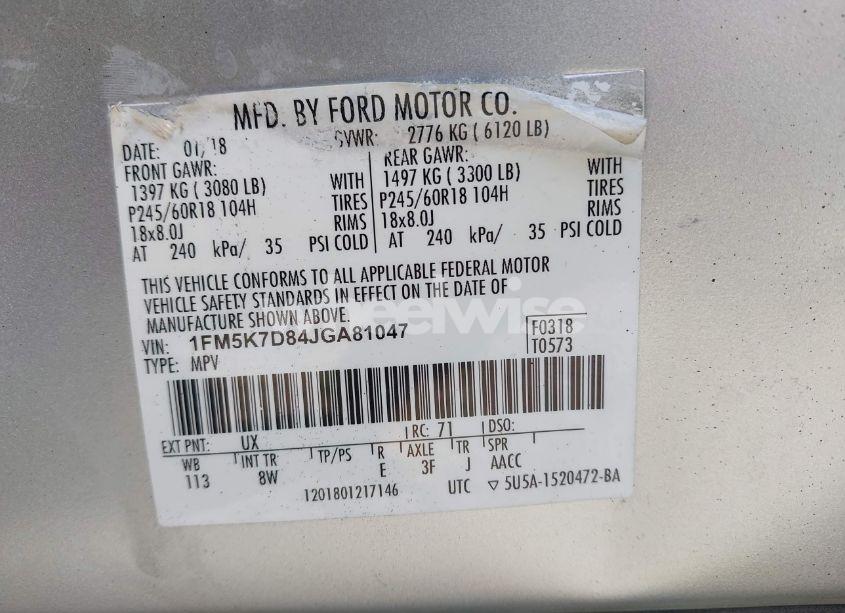 MFD. BY FORD MOTOR CO.
DATE: 01/18 GVWR: 2776 KG ( 6120 LB)
FRONT GAWR: REAR GAWR:
1397 KG ( 3080 LB) WITH 1497 KG ( 3300 LB) WITH
P245/60R18 104H TIRES P245/60R18 104H TIRES
18x8.0J RIMS 18x8.0J RIMS
AT 240 kPa/ 35 PSI COLD AT 240 kPa/ 35 PSI COLD
THIS VEHICLE CONFORMS TO ALL APPLICABLE FEDERAL MOTOR
VEHICLE SAFETY STANDARDS IN EFFECT ON THE DATE OF
MANUFACTURE SHOWN ABOVE.
VIN: 1FM5K7D84JGA81047 F0318
TYPE: MPV T0573
EXT PNT: UX RC: 71 DSO:
WB INT TR TP/PS R AXLE TR SPR
113 8W E 3F J AACC
1201801217146 UTC ▽ 5U5A-1520472-BA